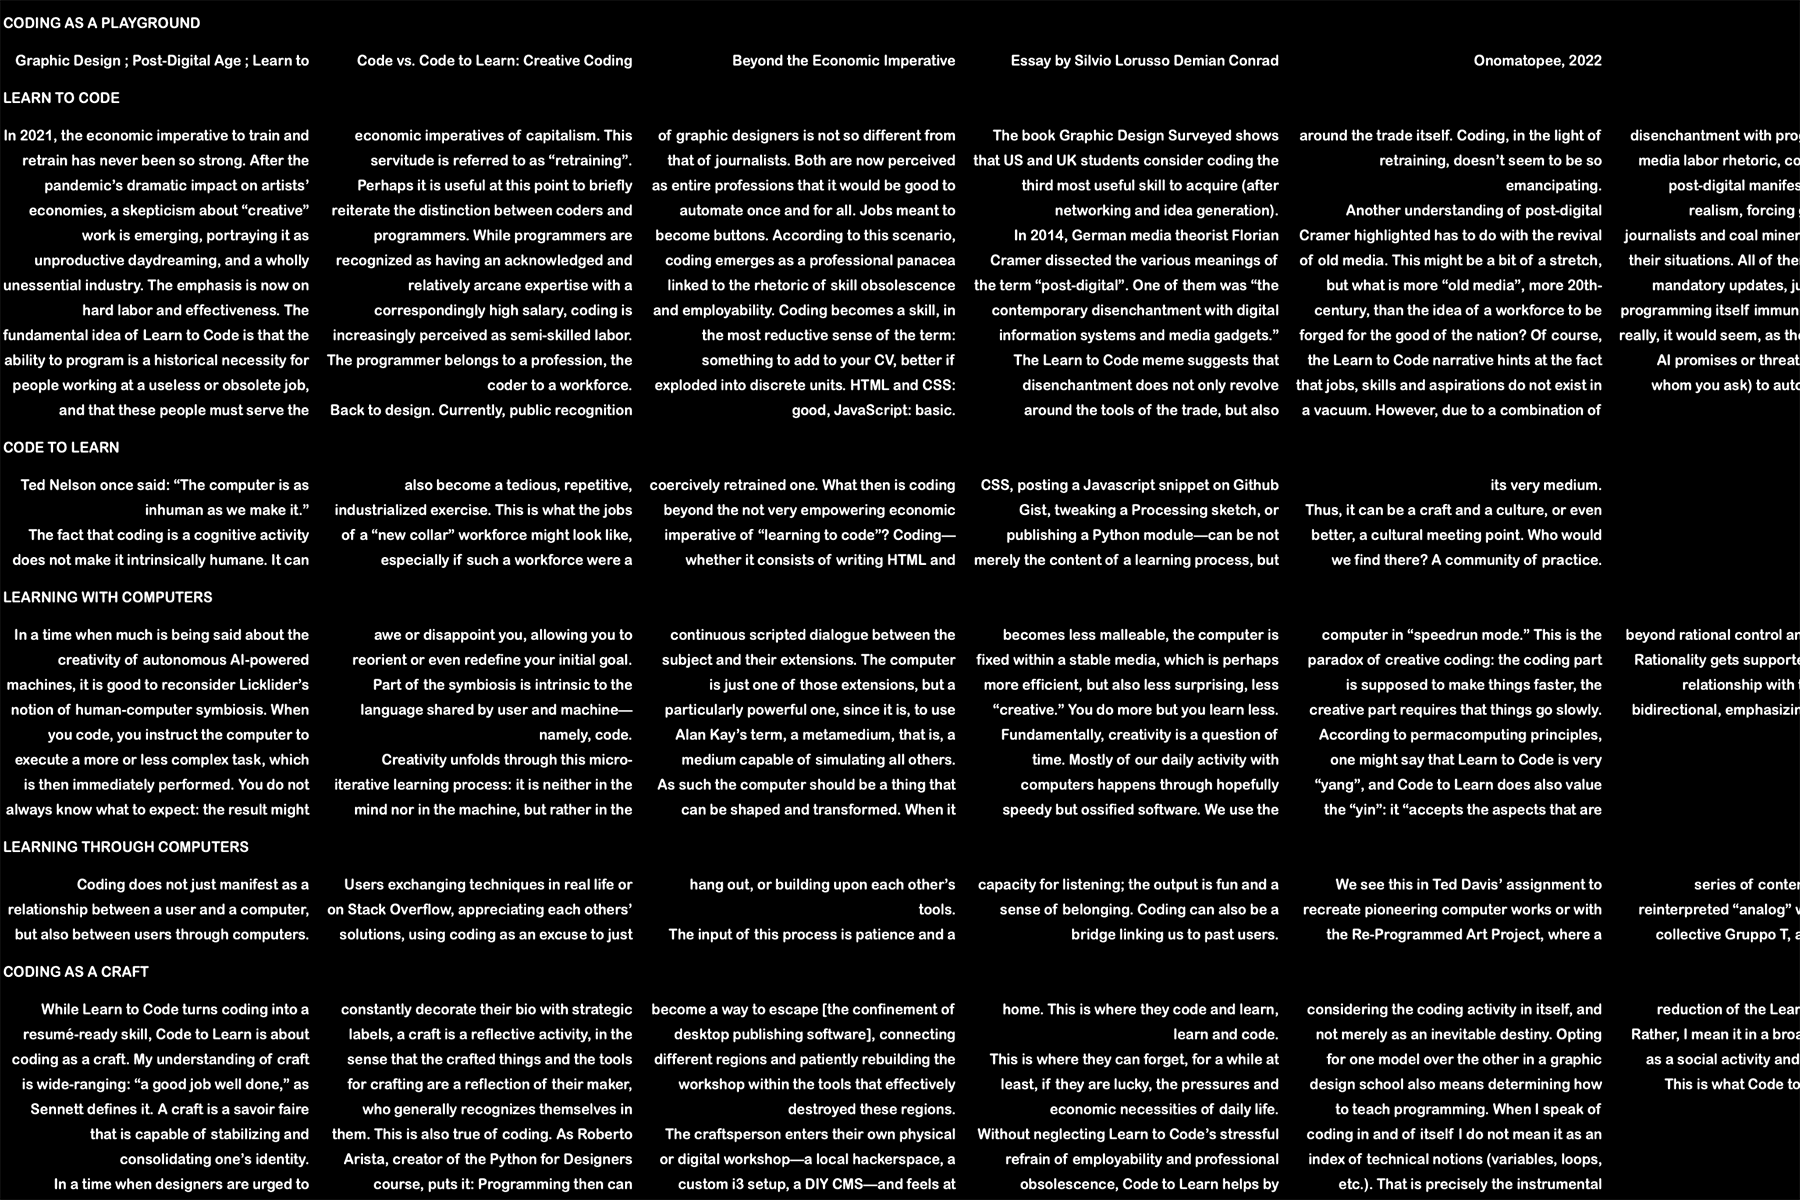 CODING AS A PLAYGROUND
Graphic Design ; Post-Digital Age ; Learn to
Code vs. Code to Learn: Creative Coding
Beyond the Economic Imperative
Essay by Silvio Lorusso Demian Conrad
Onomatopee, 2022
LEARN TO CODE
In 2021, the economic imperative to train and
retrain has never been so strong. After the
pandemic's dramatic impact on artists'
economies, a skepticism about “creative”
work is emerging, portraying it as
unproductive daydreaming, and a wholly
unessential industry. The emphasis is now on
hard labor and effectiveness. The
fundamental idea of Learn to Code is that the
ability to program is a historical necessity for
people working at a useless or obsolete job,
and that these people must serve the
economic imperatives of capitalism. This
servitude is referred to as “retraining”.
Perhaps it is useful at this point to briefly
reiterate the distinction between coders and
programmers. While programmers are
recognized as having an acknowledged and
relatively arcane expertise with a
correspondingly high salary, coding is
increasingly perceived as semi-skilled labor.
The programmer belongs to a profession, the
coder to a workforce.
Back to design. Currently, public recognition
of graphic designers is not so different from
that of journalists. Both are now perceived
as entire professions that it would be good to
automate once and for all. Jobs meant to
become buttons. According to this scenario,
coding emerges as a professional panacea
linked to the rhetoric of skill obsolescence
and employability. Coding becomes a skill, in
the most reductive sense of the term:
something to add to your CV, better if
exploded into discrete units. HTML and CSS:
good, JavaScript: basic.
The book Graphic Design Surveyed shows
that US and UK students consider coding the
third most useful skill to acquire (after
networking and idea generation).
In 2014, German media theorist Florian
Cramer dissected the various meanings of
the term “post-digital”. One of them was “the
contemporary disenchantment with digital
information systems and media gadgets.”
The Learn to Code meme suggests that
disenchantment does not only revolve
around the tools of the trade, but also
around the trade itself. Coding, in the light of
retraining, doesn't seem to be so
emancipating.
Another understanding of post-digital
Cramer highlighted has to do with the revival
of old media. This might be a bit of a stretch,
but what is more “old media”, more 20th-
century, than the idea of a workforce to be
forged for the good of the nation? Of course,
the Learn to Code narrative hints at the fact
that jobs, skills and aspirations do not exist in
a vacuum. However, due to a combination of
disenchantment with
media labor rhetoric,
post-digital
realism, forcing
journalists and coal
their situations. All of
mandatory updates,
programming itself
really, it would seem, as
AI promises or
whom you ask) to
CODE TO LEARN
Ted Nelson once said: “The computer is as
inhuman as we make it.”
The fact that coding is a cognitive activity
does not make it intrinsically humane. It can
also become a tedious, repetitive,
industrialized exercise. This is what the jobs
of a “new collar” workforce might look like,
especially if such a workforce were a
coercively retrained one. What then is coding
beyond the not very empowering economic
imperative of “learning to code”? Coding—
whether it consists of writing HTML and
CSS, posting a Javascript snippet on Github
Gist, tweaking a Processing sketch, or
publishing a Python module—can be not
merely the content of a learning process, but
its very medium.
Thus, it can be a craft and a culture, or even
better, a cultural meeting point. Who would
we find there? A community of practice.
LEARNING WITH COMPUTERS
In a time when much is being said about the
creativity of autonomous AI-powered
machines, it is good to reconsider Licklider's
notion of human-computer symbiosis. When
you code, you instruct the computer to
execute a more or less complex task, which
is then immediately performed. You do not
always know what to expect: the result might
awe or disappoint you, allowing you to
reorient or even redefine your initial goal.
Part of the symbiosis is intrinsic to the
language shared by user and machine—
namely, code.
Creativity unfolds through this micro-
iterative learning process: it is neither in the
mind nor in the machine, but rather in the
continuous scripted dialogue between the
subject and their extensions. The computer
is just one of those extensions, but a
particularly powerful one, since it is, to use
Alan Kay's term, a metamedium, that is, a
medium capable of simulating all others.
As such the computer should be a thing that
can be shaped and transformed. When it
becomes less malleable, the computer is
fixed within a stable media, which is perhaps
more efficient, but also less surprising, less
“creative.” You do more but you learn less.
Fundamentally, creativity is a question of
time. Mostly of our daily activity with
computers happens through hopefully
speedy but ossified software. We use the
computer in “speedrun mode.” This is the
paradox of creative coding: the coding part
is supposed to make things faster, the
creative part requires that things go slowly.
According to permacomputing principles,
one might say that Learn to Code is very
“yang”, and Code to Learn does also value
the “yin”: it “accepts the aspects that are
beyond rational control
Rationality gets
relationship with
bidirectional,
LEARNING THROUGH COMPUTERS
Coding does not just manifest as a
relationship between a user and a computer,
but also between users through computers.
Users exchanging techniques in real life or
on Stack Overflow, appreciating each others'
solutions, using coding as an excuse to just
hang out, or building upon each other's
tools.
The input of this process is patience and a
capacity for listening; the output is fun and a
sense of belonging. Coding can also be a
bridge linking us to past users.
We see this in Ted Davis' assignment to
recreate pioneering computer works or with
the Re-Programmed Art Project, where a
series of
reinterpreted “analog”
collective Gruppo T,
CODING AS A CRAFT
While Learn to Code turns coding into a
resumé-ready skill, Code to Learn is about
coding as a craft. My understanding of craft
is wide-ranging: “a good job well done,” as
Sennett defines it. A craft is a savoir faire
that is capable of stabilizing and
consolidating one's identity.
In a time when designers are urged to
constantly decorate their bio with strategic
labels, a craft is a reflective activity, in the
sense that the crafted things and the tools
for crafting are a reflection of their maker,
who generally recognizes themselves in
them. This is also true of coding. As Roberto
Arista, creator of the Python for Designers
course, puts it: Programming then can
become a way to escape [the confinement of
desktop publishing software], connecting
different regions and patiently rebuilding the
workshop within the tools that effectively
destroyed these regions.
The craftsperson enters their own physical
or digital workshop—a local hackerspace, a
custom i3 setup, a DIY CMS—and feels at
home. This is where they code and learn,
learn and code.
This is where they can forget, for a while at
least, if they are lucky, the pressures and
economic necessities of daily life.
Without neglecting Learn to Code's stressful
refrain of employability and professional
obsolescence, Code to Learn helps by
considering the coding activity in itself, and
not merely as an inevitable destiny. Opting
for one model over the other in a graphic
design school also means determining how
to teach programming. When I speak of
coding in and of itself I do not mean it as an
index of technical notions (variables, loops,
etc.). That is precisely the instrumental
reduction of the
Rather, I mean it in a
as a social activity and
This is what Code to